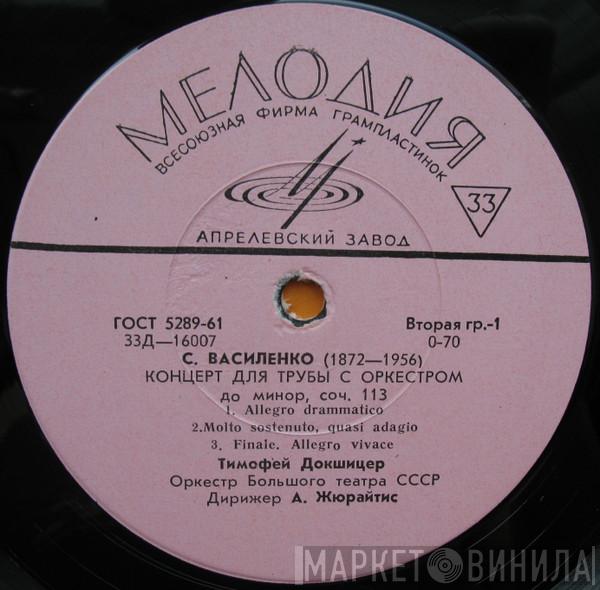 МЕЛОДИЯ
ВСЕСОЮЗНАЯ ФИРМА ГРАМПЛАСТИНОК
33
АПРЕЛЕВСКИЙ ЗАВОД
ГОСТ 5289-61
Вторая гр.-1
33Д—16007
0-70
С. ВАСИЛЕНКО (1872—1956)
КОНЦЕРТ ДЛЯ ТРУБЫ С ОРКЕСТРОМ
до минор, соч. 113
1. Allegro drammatico
2.Molto sostenuto, quasi adagio
3. Finale. Allegro vivace
Тимофей Докшицер
Оркестр Большого театра СССР
Дирижер А. Жюрайтис
МАРКЕТ ВИНИЛА